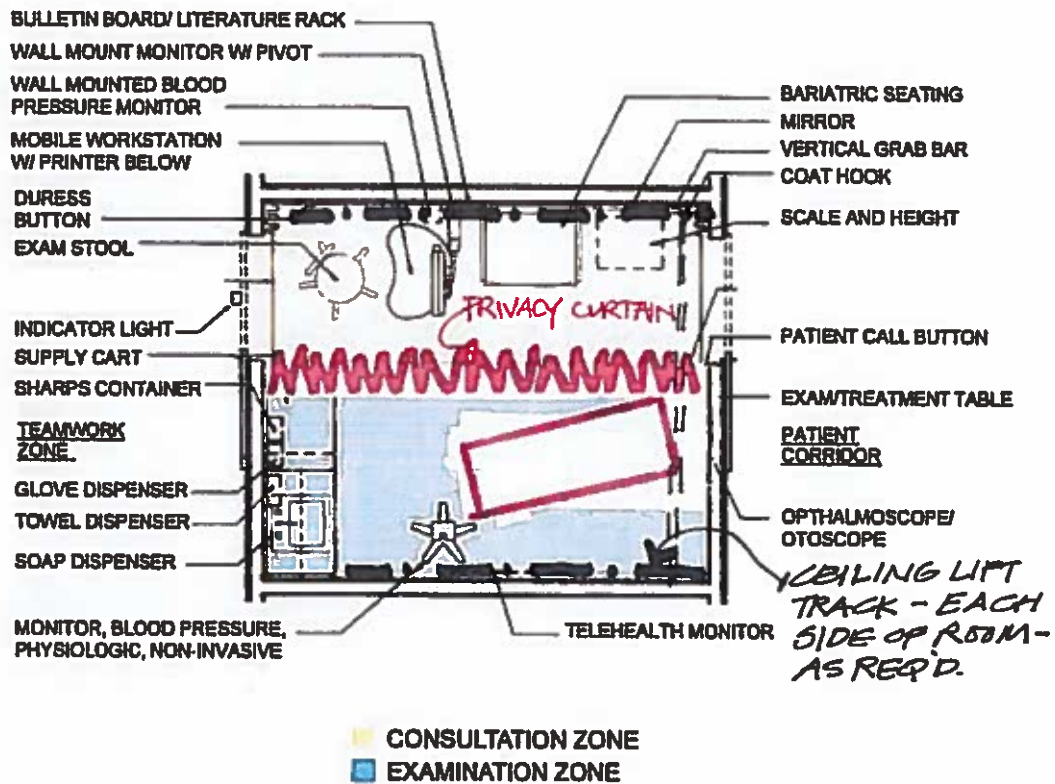 BULLETIN BOARD/ LITERATURE RACK
WALL MOUNT MONITOR W/ PIVOT
WALL MOUNTED BLOOD
PRESSURE MONITOR
MOBILE WORKSTATION
W/ PRINTER BELOW
DURESS
BUTTON
EXAM STOOL
INDICATOR LIGHT
SUPPLY CART
SHARPS CONTAINER
TEAMWORK
ZONE
GLOVE DISPENSER
TOWEL DISPENSER
SOAP DISPENSER
MONITOR, BLOOD PRESSURE,
PHYSIOLOGIC, NON-INVASIVE
PRIVACY CURTAIN
BARIATRIC SEATING
MIRROR
VERTICAL GRAB BAR
COAT HOOK
SCALE AND HEIGHT
PATIENT CALL BUTTON
EXAM/TREATMENT TABLE
PATIENT
CORRIDOR
OPTHALMOSCOPE/
OTOSCOPE
CEILING LIFT
TRACK - EACH
SIDE OF ROOM -
AS REQ'D.
TELEHEALTH MONITOR
CONSULTATION ZONE
EXAMINATION ZONE